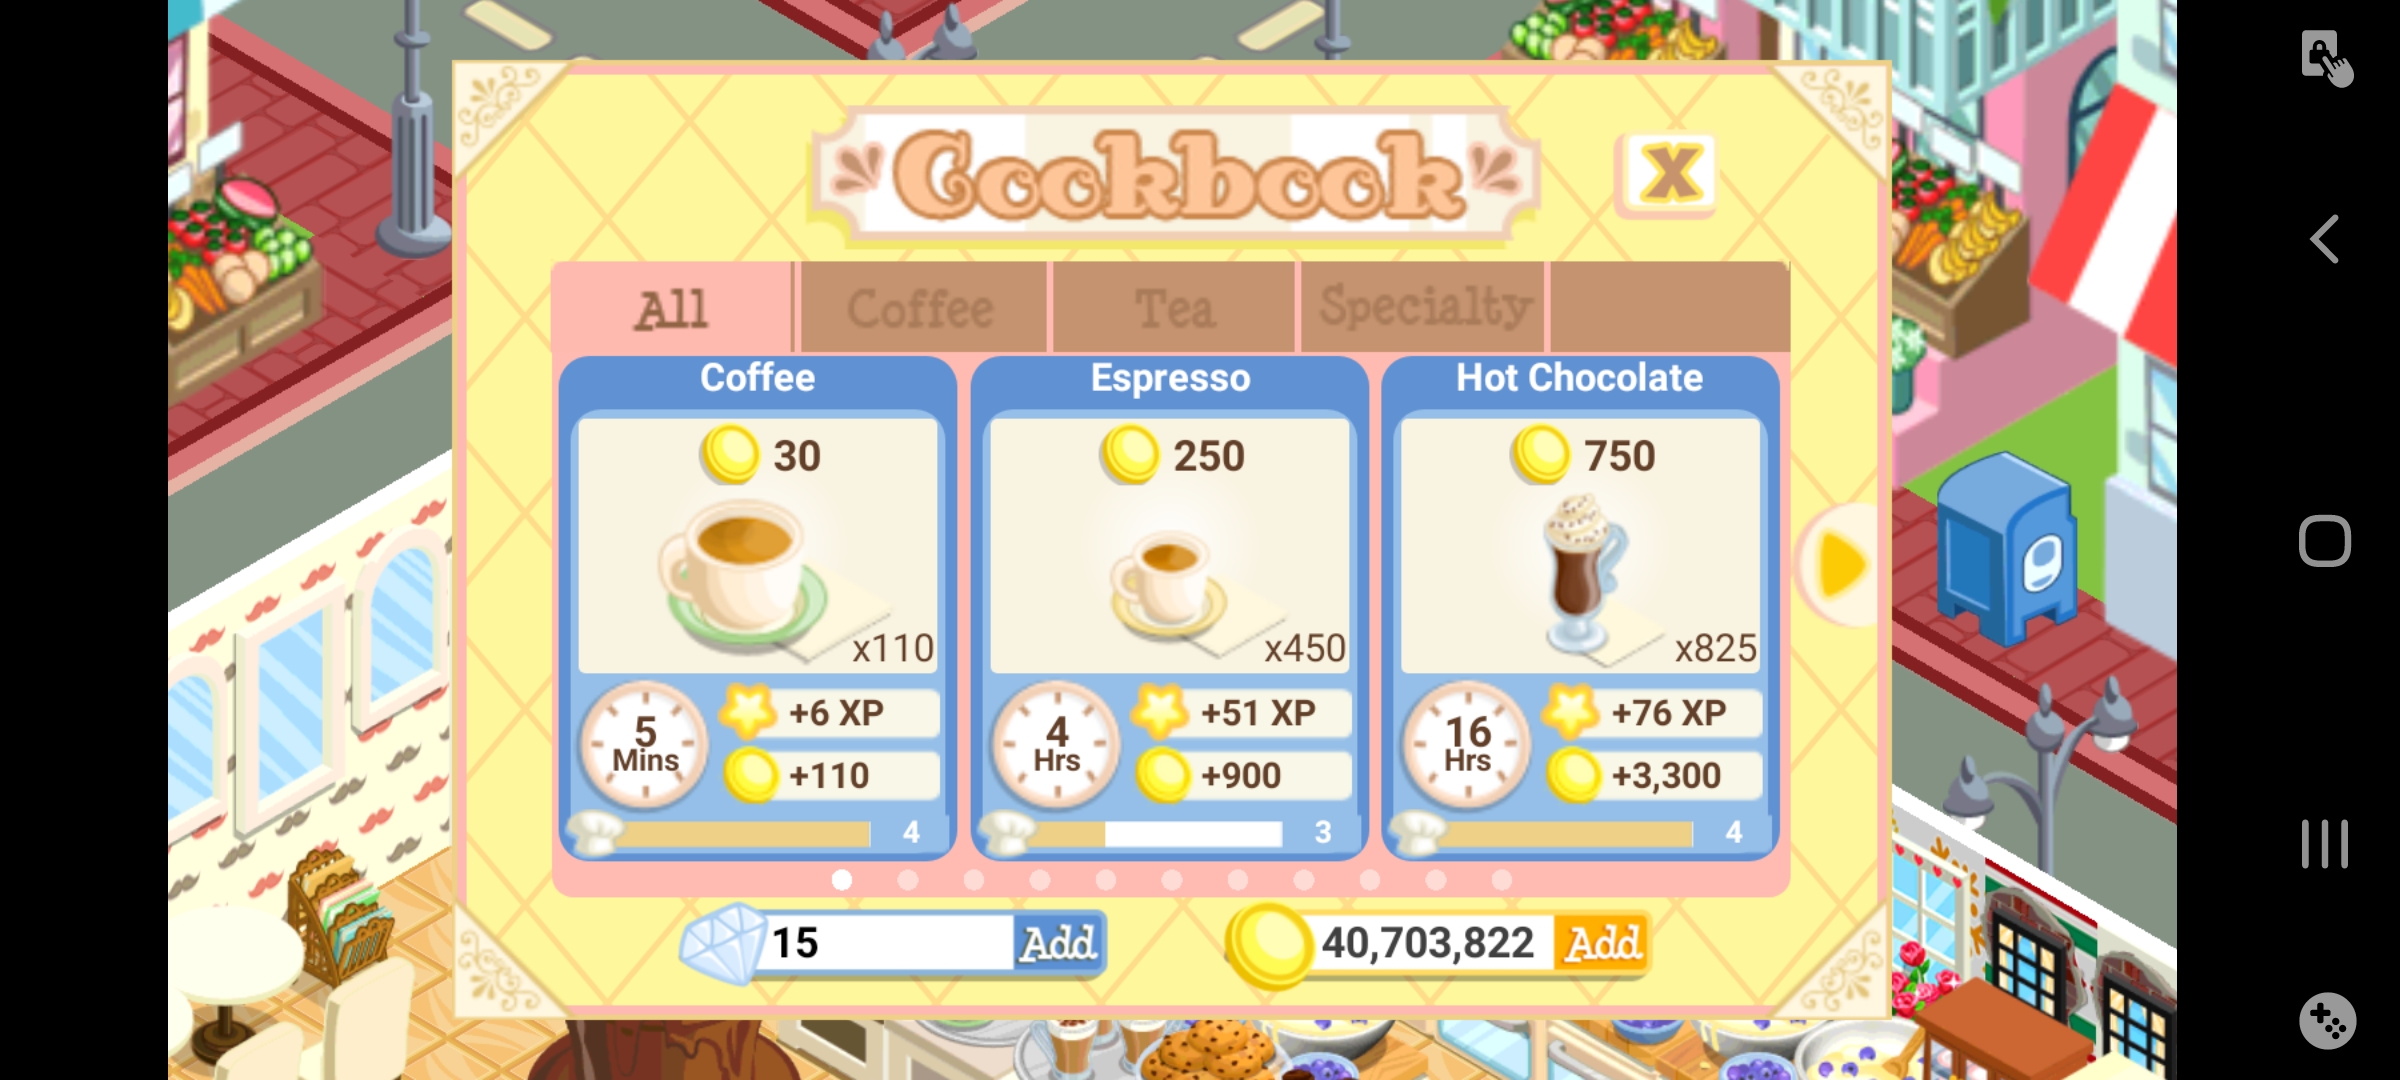 Cookbook
X
All
Coffee
Tea
Specialty
Coffee
30
x110
5
Mins
+6 XP
+110
4
Espresso
250
x450
4
Hrs
+51 XP
+900
3
Hot Chocolate
750
x825
16
Hrs
+76 XP
+3,300
4
15
Add
40,703,822
Add